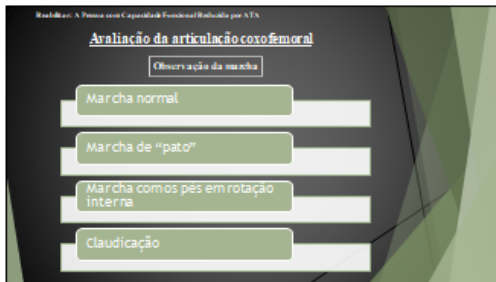 Reabilitar: A Pessoa com Capacidade Funcional Reduzida por ATA
Avaliação da articulação coxofemoral
Observação da marcha
Marcha normal
Marcha de “pato”
Marcha com os pés em rotação
interna
Claudicação